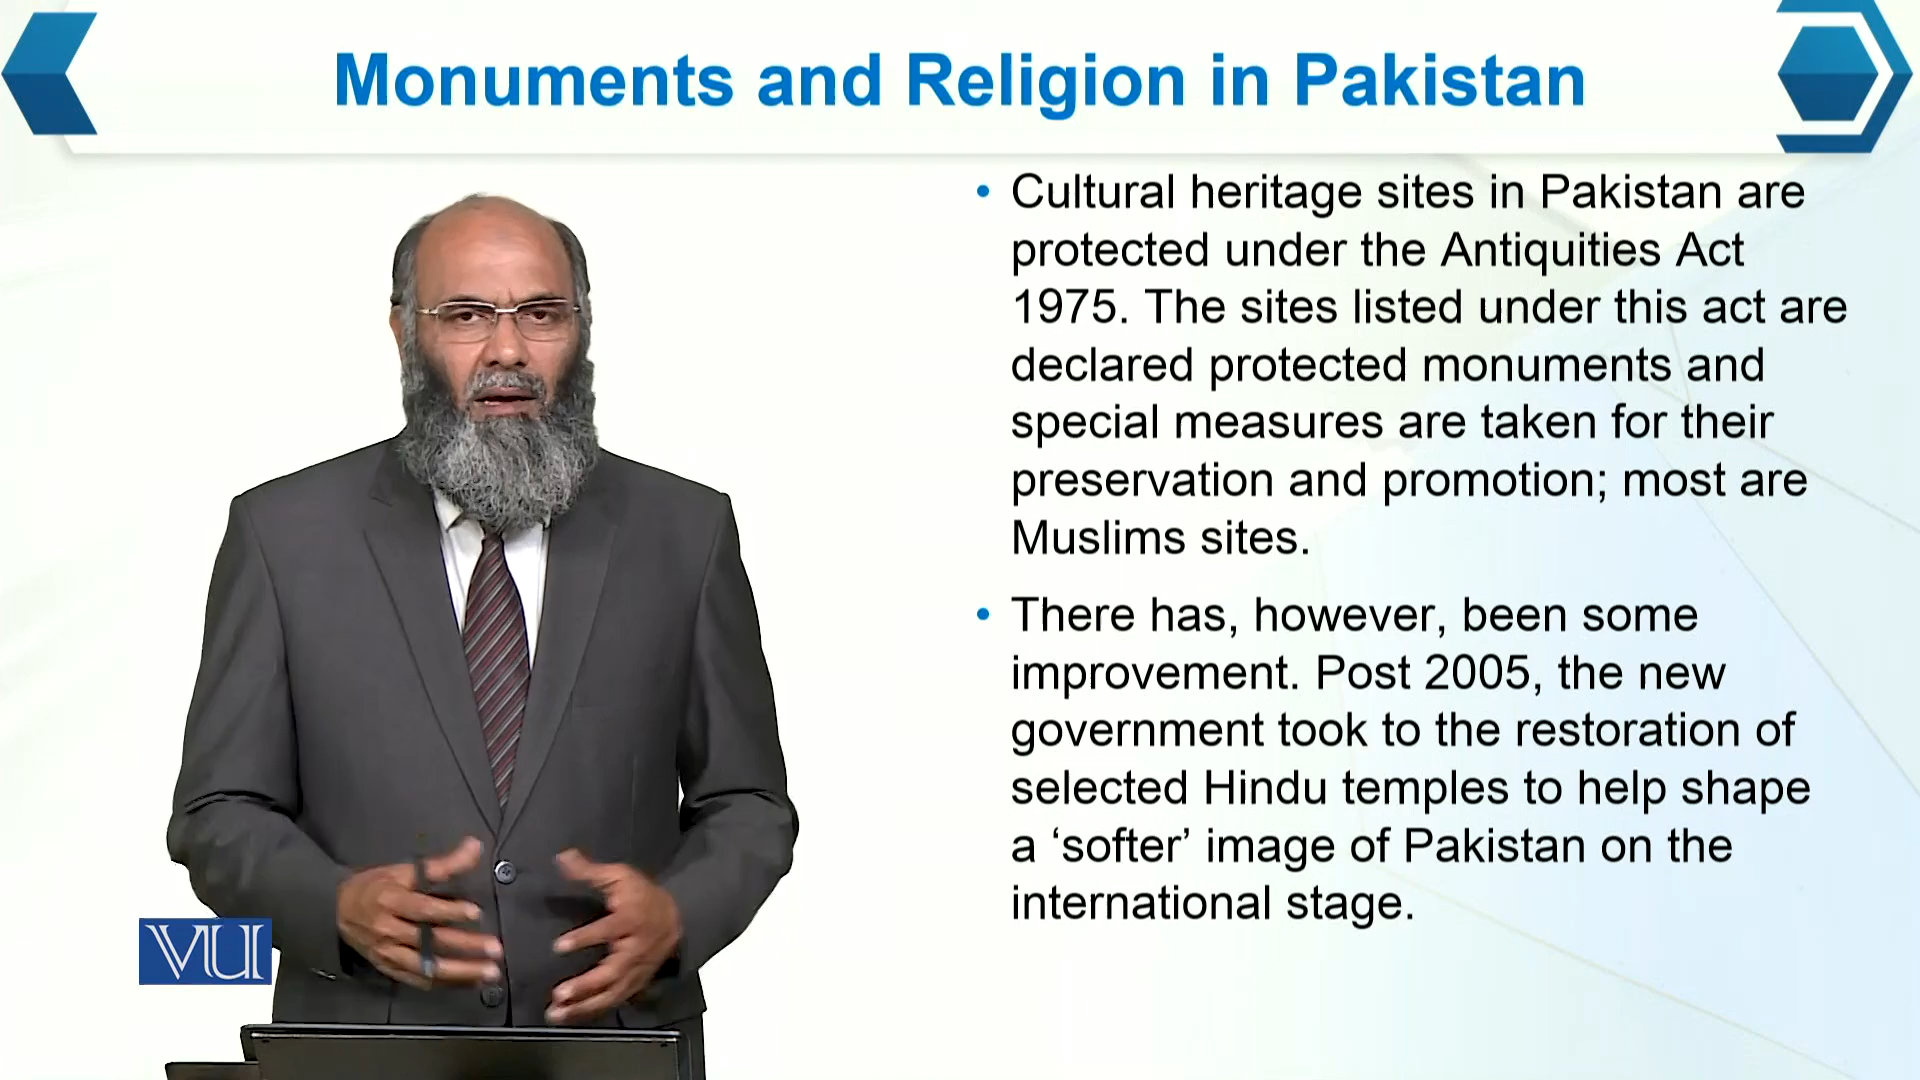 Monuments and Religion in Pakistan
• Cultural heritage sites in Pakistan are
protected under the Antiquities Act
1975. The sites listed under this act are
declared protected monuments and
special measures are taken for their
preservation and promotion; most are
Muslims sites.
• There has, however, been some
improvement. Post 2005, the new
government took to the restoration of
selected Hindu temples to help shape
a ‘softer’ image of Pakistan on the
international stage.
VU